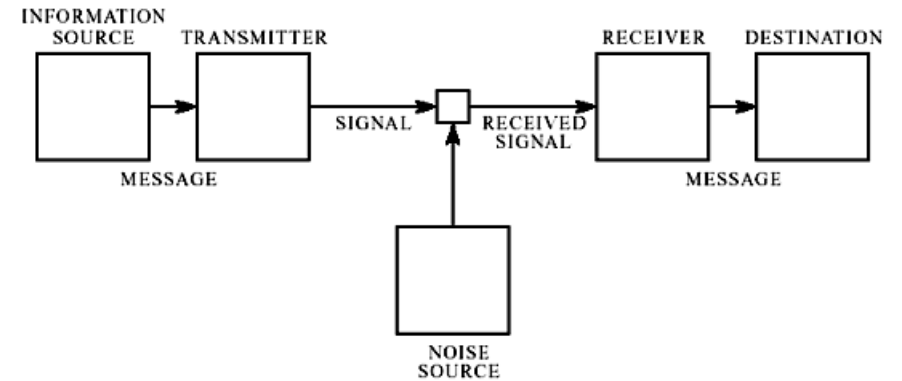 INFORMATION
SOURCE
TRANSMITTER
RECEIVER
DESTINATION
SIGNAL
RECEIVED
SIGNAL
MESSAGE
MESSAGE
NOISE
SOURCE